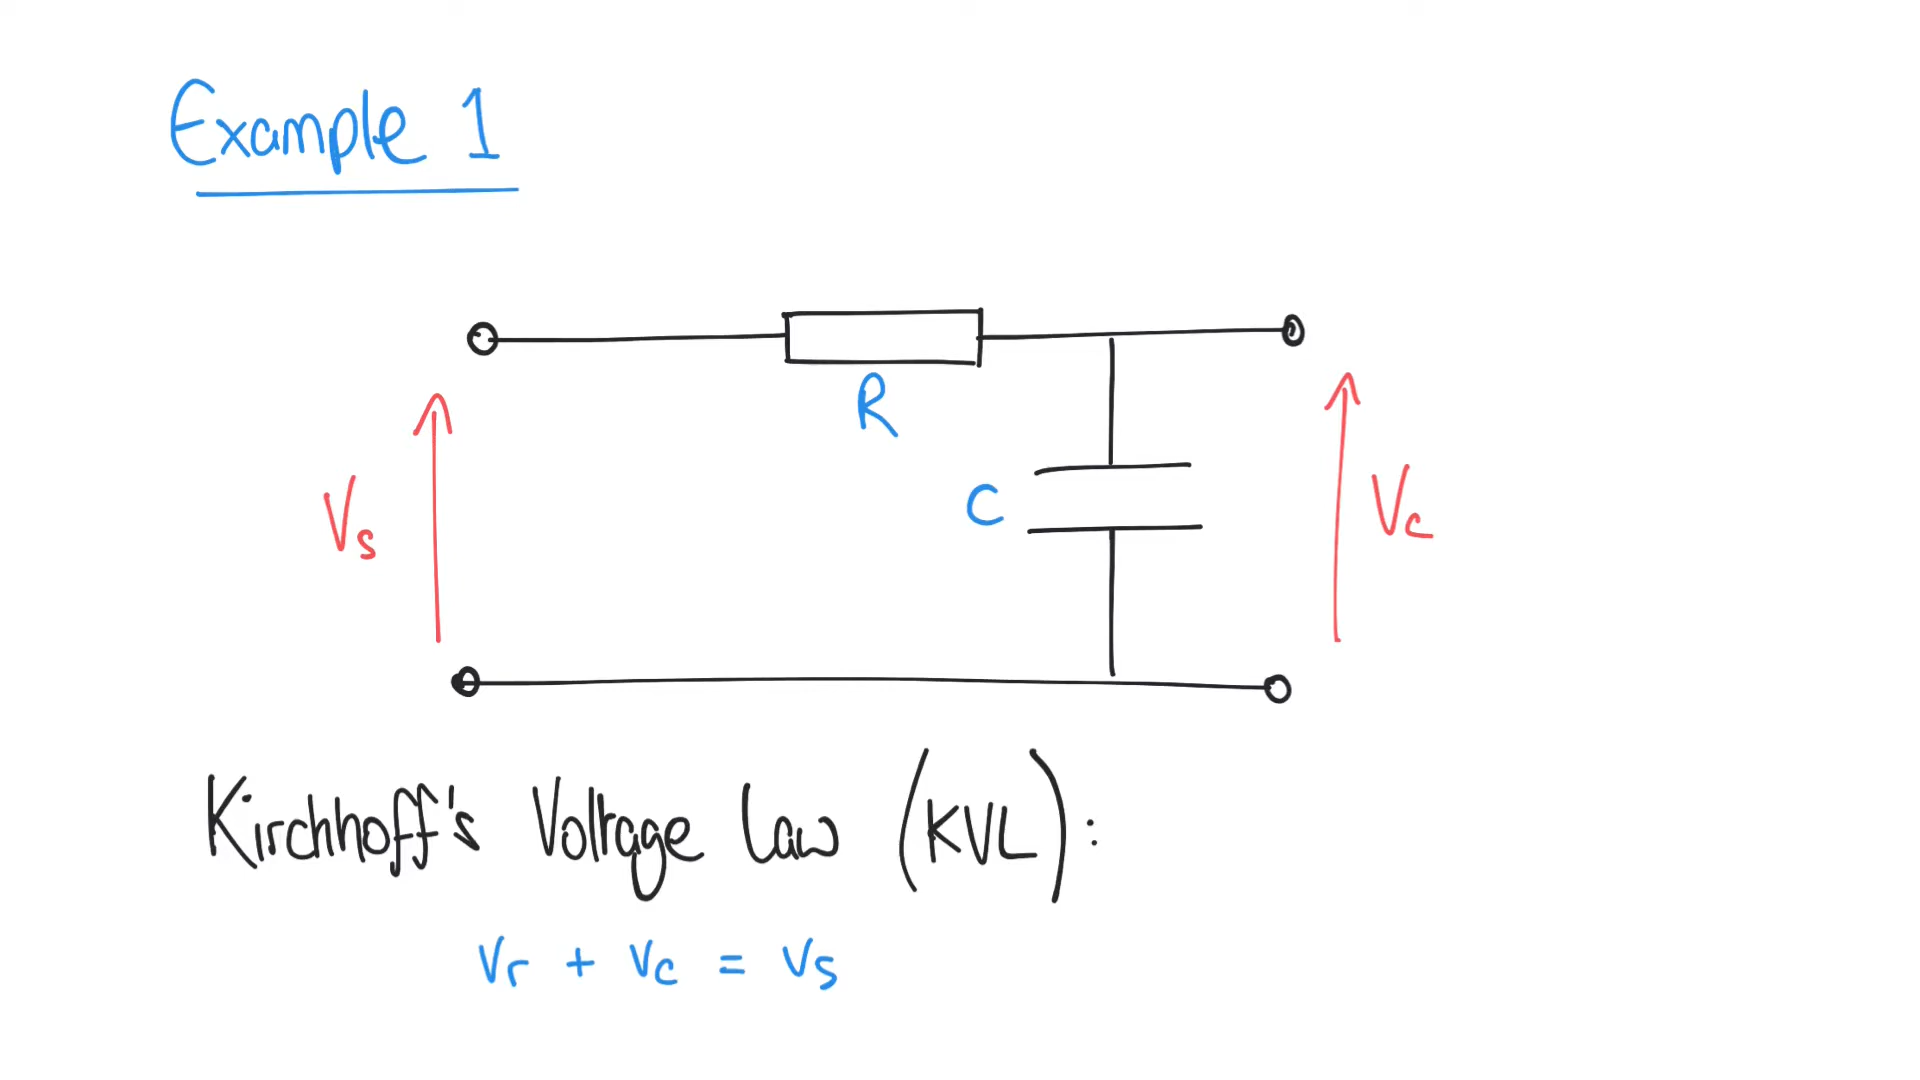 Example 1
R
Vs
C
Vc
Kirchhoff's Voltage Law (KVL):
Vr + Vc = Vs